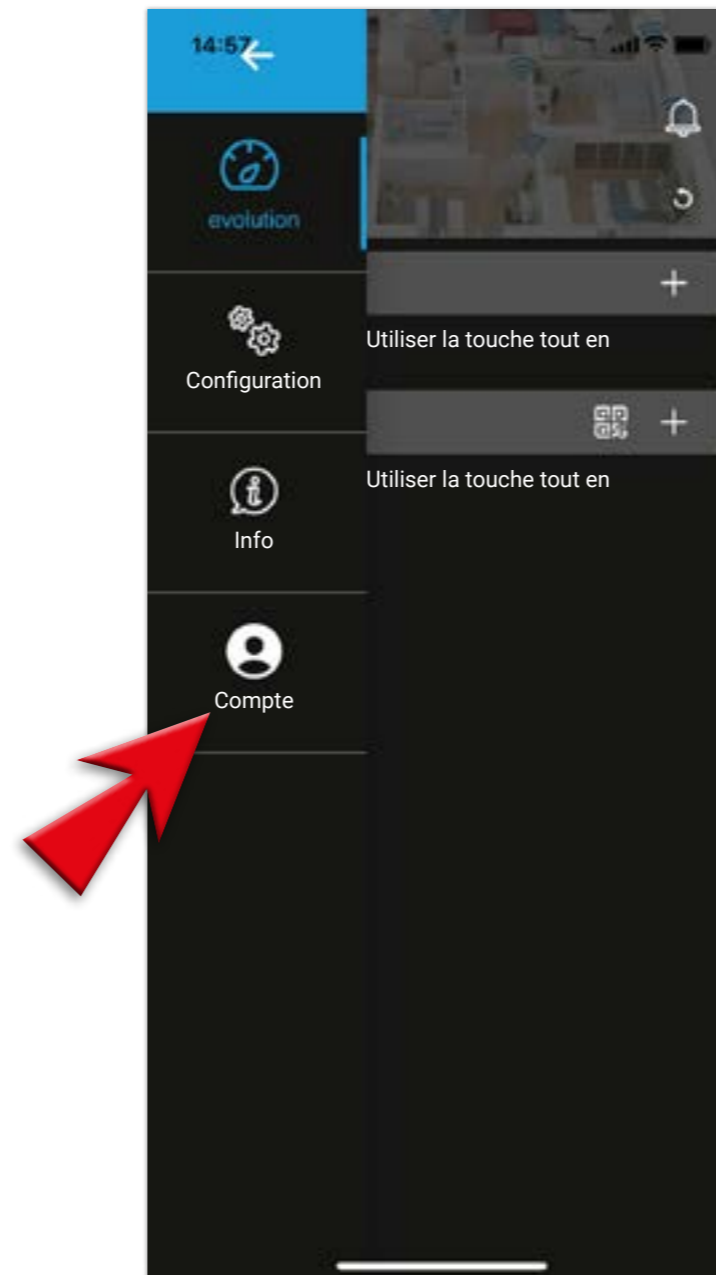 14:57
evolution
Utiliser la touche tout en
Configuration
Utiliser la touche tout en
Info
Compte